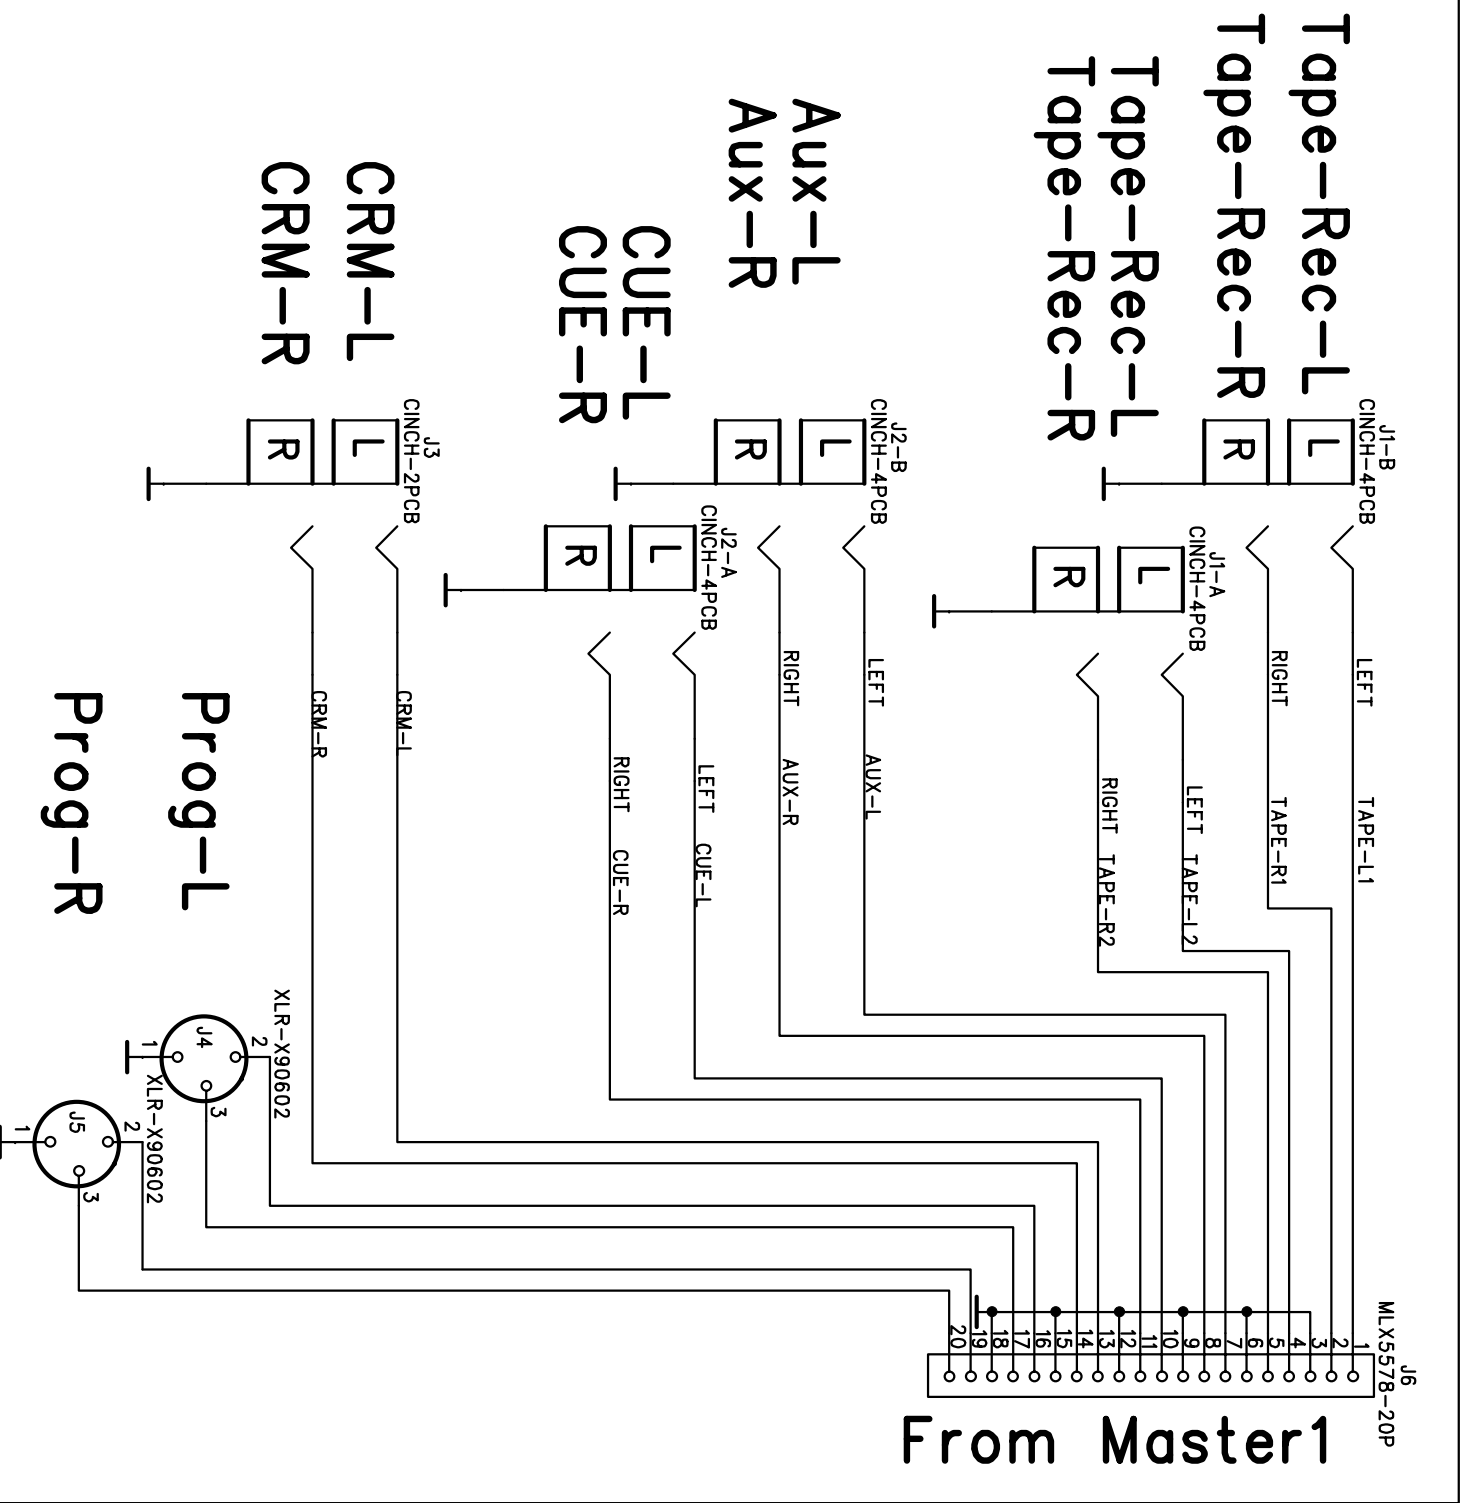 Tape-Rec-L
Tape-Rec-R
Tape-Rec-L
Tape-Rec-R
Aux-L
Aux-R
CUE-L
CUE-R
CRM-L
CRM-R
Prog-L
Prog-R
J1-B
CINCH-4PCB
L
R
LEFT TAPE-L1
RIGHT TAPE-R1
J1-A
CINCH-4PCB
L
R
LEFT TAPE-L2
RIGHT TAPE-R2
J2-B
CINCH-4PCB
L
R
LEFT AUX-L
RIGHT AUX-R
J2-A
CINCH-4PCB
L
R
LEFT CUE-L
RIGHT CUE-R
J3
CINCH-2PCB
L
R
CRM-L
CRM-R
XLR-X90602
J4
2
1
3
XLR-X90602
J5
2
1
3
J6
MLX5578-20P
1
2
3
4
5
6
7
8
9
10
11
12
13
14
15
16
17
18
19
20
From Master1